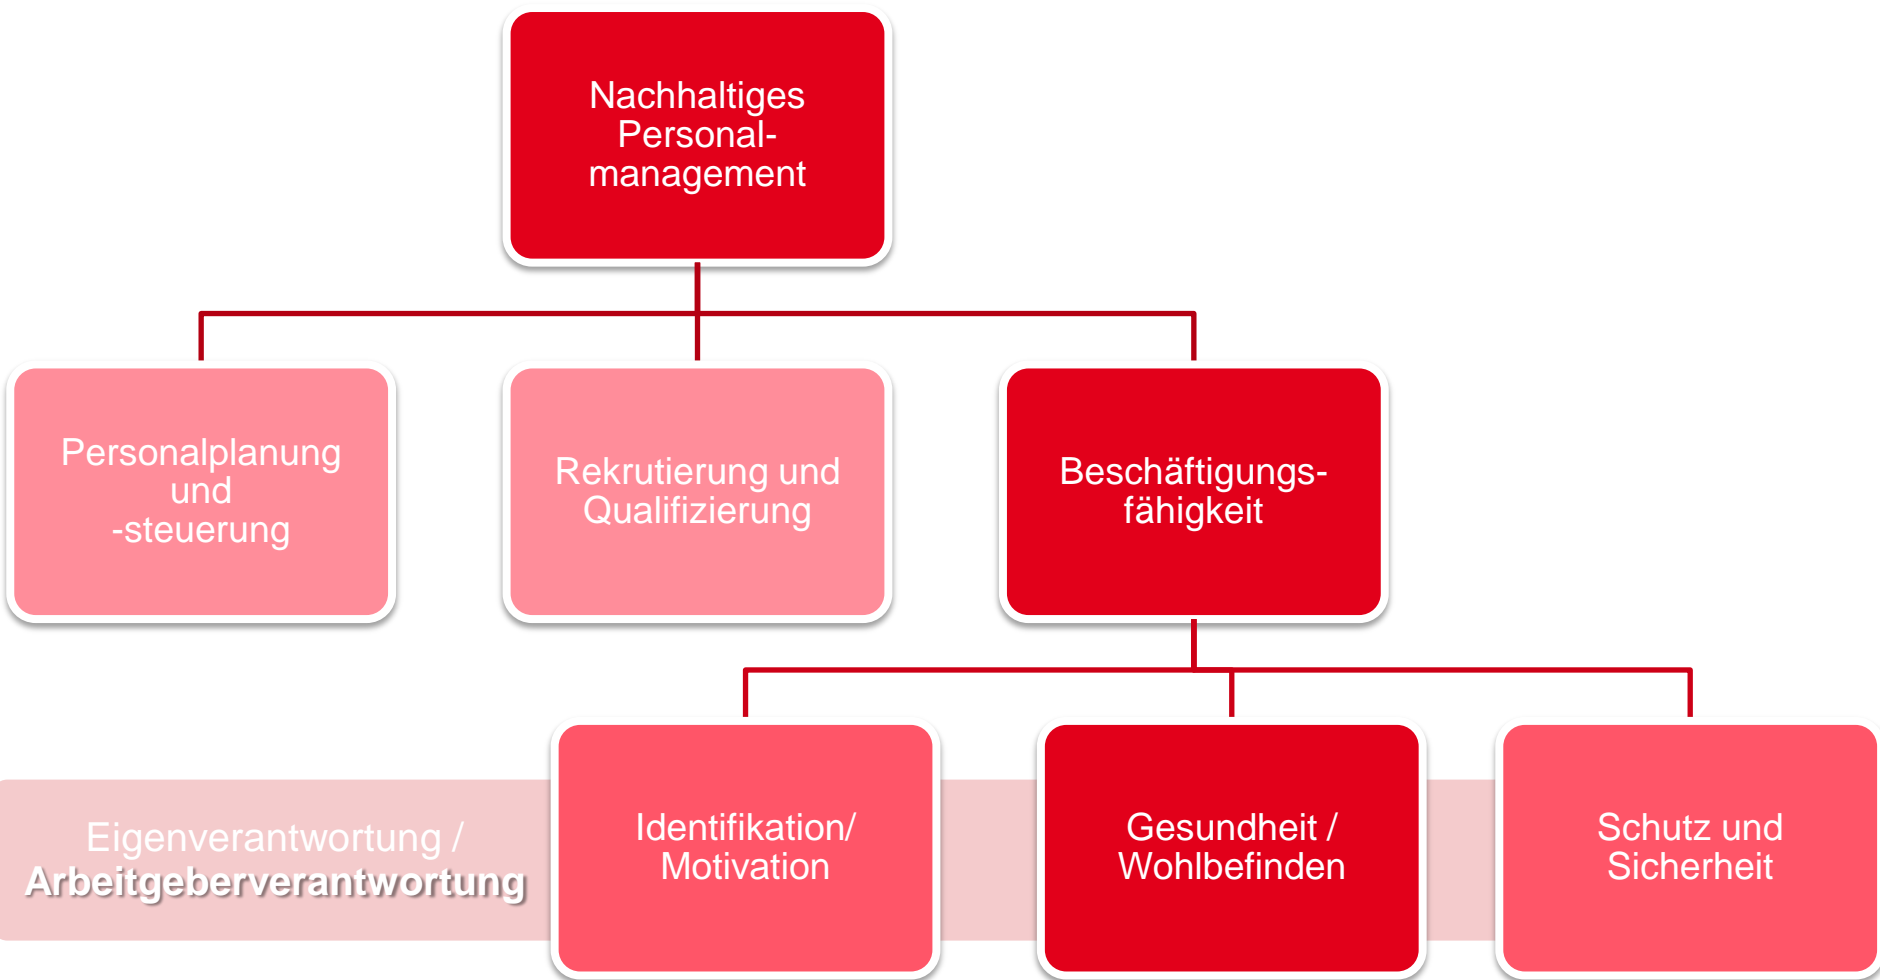 Nachhaltiges
Personal-
management
Personalplanung
und
-steuerung
Rekrutierung und
Qualifizierung
Beschäftigungs-
fähigkeit
Eigenverantwortung /
Arbeitgeberverantwortung
Identifikation/
Motivation
Gesundheit /
Wohlbefinden
Schutz und
Sicherheit